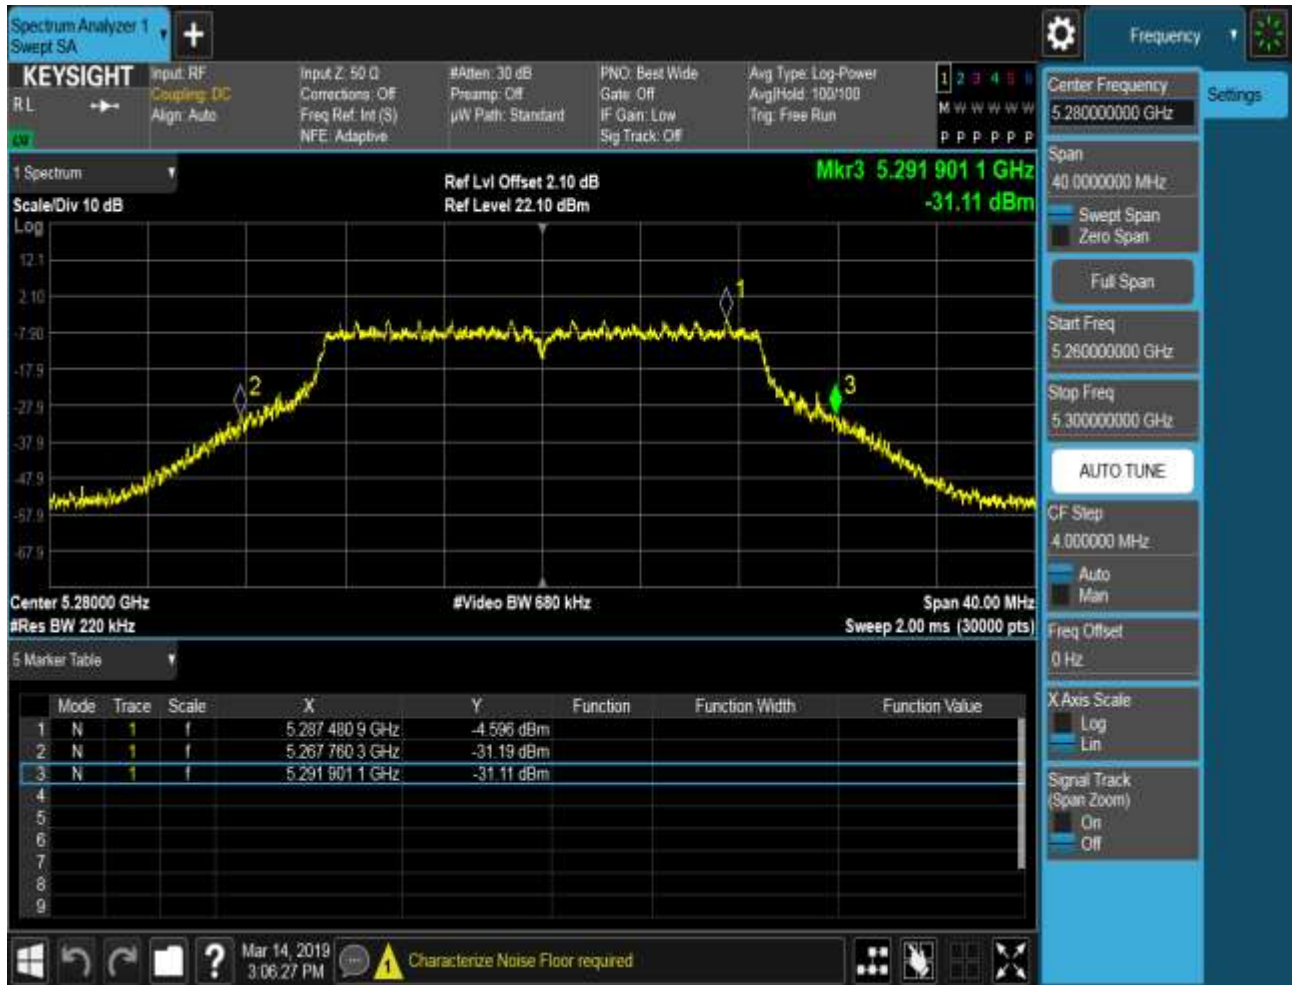 Spectrum Analyzer 1
Swept SA
Frequency
KEYSIGHT
RL
Input: RF
Coupling: DC
Align: Auto
Input Z: 50 Ω
Corrections: Off
Freq Ref: Int (S)
NFE: Adaptive
#Atten: 30 dB
Preamp: Off
µW Path: Standard
PNO: Best Wide
Gate: Off
IF Gain: Low
Sig Track: Off
Avg Type: Log-Power
Avg|Hold: 100/100
Trig: Free Run
1 2 3 4 5 6
M W W W W W
P P P P P P
1 Spectrum
Scale/Div 10 dB
Ref Lvl Offset 2.10 dB
Ref Level 22.10 dBm
Mkr3 5.291 901 1 GHz
-31.11 dBm
Log
12.1
2.10
-7.90
-17.9
-27.9
-37.9
-47.9
-57.9
-67.9
1
2
3
Center 5.28000 GHz
#Res BW 220 kHz
#Video BW 680 kHz
Span 40.00 MHz
Sweep 2.00 ms (30000 pts)
5 Marker Table
Mode Trace Scale X Y Function Function Width Function Value
1 N 1 f 5.287 480 9 GHz -4.596 dBm
2 N 1 f 5.267 760 3 GHz -31.19 dBm
3 N 1 f 5.291 901 1 GHz -31.11 dBm
4
5
6
7
8
9
Mar 14, 2019
3:06:27 PM
?
1
Characterize Noise Floor required
Settings
Center Frequency
5.280000000 GHz
Span
40.0000000 MHz
Swept Span
Zero Span
Full Span
Start Freq
5.260000000 GHz
Stop Freq
5.300000000 GHz
AUTO TUNE
CF Step
4.000000 MHz
Auto
Man
Freq Offset
0 Hz
X Axis Scale
Log
Lin
Signal Track
(Span Zoom)
On
Off